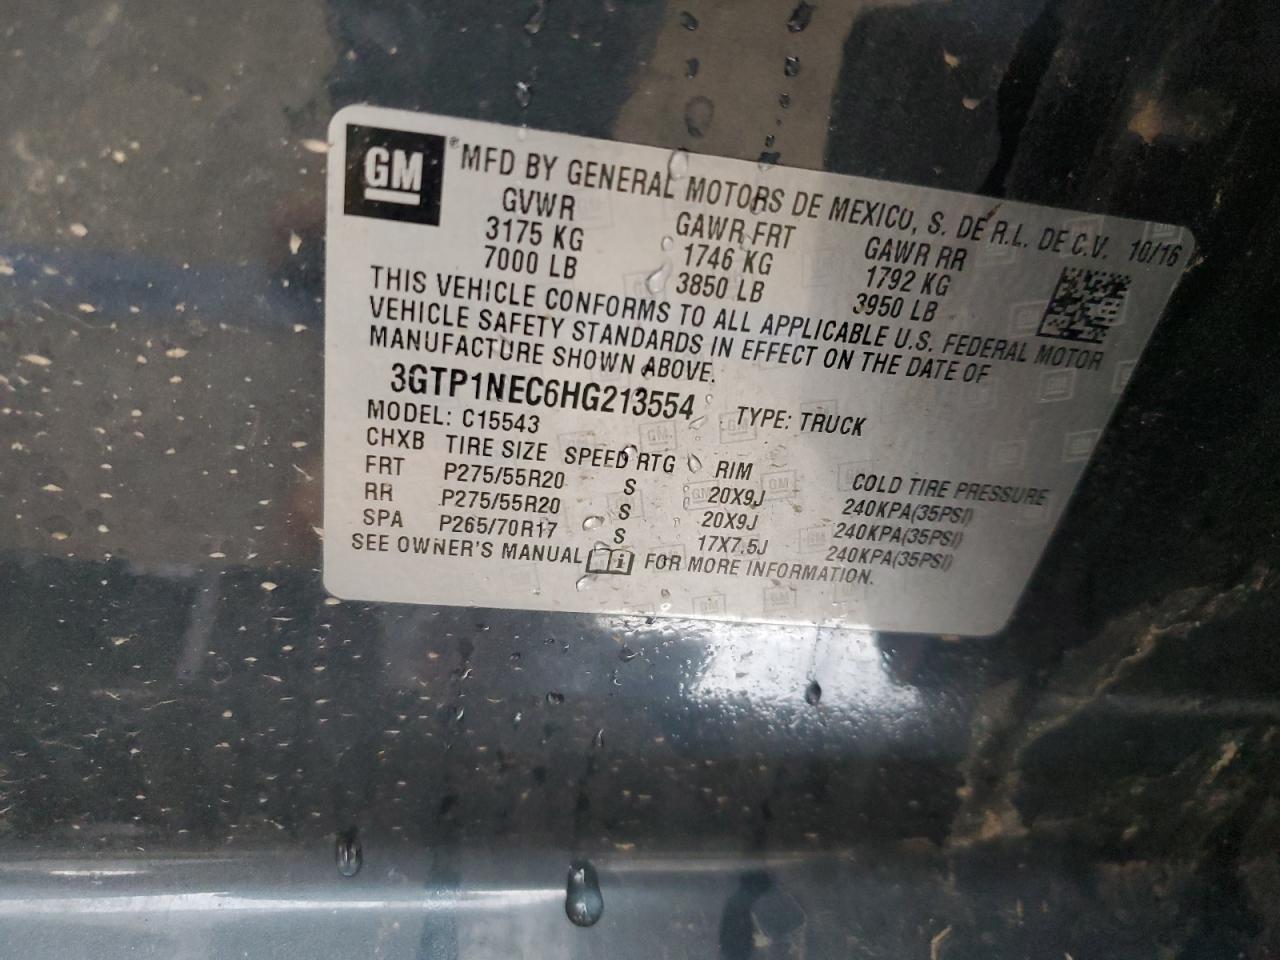 GM
® MFD BY GENERAL MOTORS DE MEXICO, S. DE R.L. DE C.V. 10/16
GVWR GAWR FRT GAWR RR
3175 KG 1746 KG 1792 KG
7000 LB 3850 LB 3950 LB
THIS VEHICLE CONFORMS TO ALL APPLICABLE U.S. FEDERAL MOTOR
VEHICLE SAFETY STANDARDS IN EFFECT ON THE DATE OF
MANUFACTURE SHOWN ABOVE.
3GTP1NEC6HG213554 TYPE: TRUCK
MODEL: C15543
CHXB TIRE SIZE SPEED RTG RIM COLD TIRE PRESSURE
FRT P275/55R20 S 20X9J 240KPA(35PSI)
RR P275/55R20 S 20X9J 240KPA(35PSI)
SPA P265/70R17 S 17X7.5J 240KPA(35PSI)
SEE OWNER'S MANUAL FOR MORE INFORMATION.